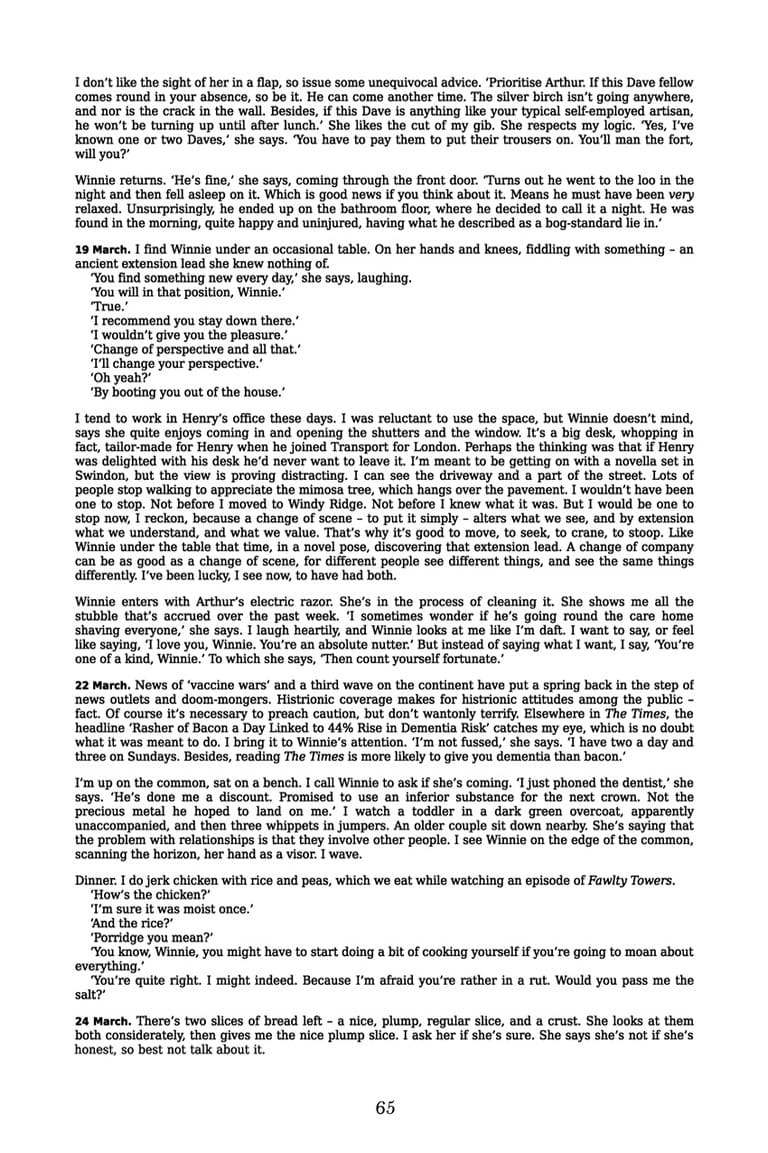 I don’t like the sight of her in a flap, so issue some unequivocal advice. ‘Prioritise Arthur. If this Dave fellow
comes round in your absence, so be it. He can come another time. The silver birch isn’t going anywhere,
and nor is the crack in the wall. Besides, if this Dave is anything like your typical self-employed artisan,
he won’t be turning up until after lunch.’ She likes the cut of my gib. She respects my logic. ‘Yes, I’ve
known one or two Daves,’ she says. ‘You have to pay them to put their trousers on. You’ll man the fort,
will you?’
Winnie returns. ‘He’s fine,’ she says, coming through the front door. ‘Turns out he went to the loo in the
night and then fell asleep on it. Which is good news if you think about it. Means he must have been very
relaxed. Unsurprisingly, he ended up on the bathroom floor, where he decided to call it a night. He was
found in the morning, quite happy and uninjured, having what he described as a bog-standard lie in.’
19 March. I find Winnie under an occasional table. On her hands and knees, fiddling with something – an
ancient extension lead she knew nothing of.
‘You find something new every day,’ she says, laughing.
‘You will in that position, Winnie.’
‘True.’
‘I recommend you stay down there.’
‘I wouldn’t give you the pleasure.’
‘Change of perspective and all that.’
‘I’ll change your perspective.’
‘Oh yeah?’
‘By booting you out of the house.’
I tend to work in Henry’s office these days. I was reluctant to use the space, but Winnie doesn’t mind,
says she quite enjoys coming in and opening the shutters and the window. It’s a big desk, whopping in
fact, tailor-made for Henry when he joined Transport for London. Perhaps the thinking was that if Henry
was delighted with his desk he’d never want to leave it. I’m meant to be getting on with a novella set in
Swindon, but the view is proving distracting. I can see the driveway and a part of the street. Lots of
people stop walking to appreciate the mimosa tree, which hangs over the pavement. I wouldn’t have been
one to stop. Not before I moved to Windy Ridge. Not before I knew what it was. But I would be one to
stop now, I reckon, because a change of scene – to put it simply – alters what we see, and by extension
what we understand, and what we value. That’s why it’s good to move, to seek, to crane, to stoop. Like
Winnie under the table that time, in a novel pose, discovering that extension lead. A change of company
can be as good as a change of scene, for different people see different things, and see the same things
differently. I’ve been lucky, I see now, to have had both.
Winnie enters with Arthur’s electric razor. She’s in the process of cleaning it. She shows me all the
stubble that’s accrued over the past week. ‘I sometimes wonder if he’s going round the care home
shaving everyone,’ she says. I laugh heartily, and Winnie looks at me like I’m daft. I want to say, or feel
like saying, ‘I love you, Winnie. You’re an absolute nutter.’ But instead of saying what I want, I say, ‘You’re
one of a kind, Winnie.’ To which she says, ‘Then count yourself fortunate.’
22 March. News of ‘vaccine wars’ and a third wave on the continent have put a spring back in the step of
news outlets and doom-mongers. Histrionic coverage makes for histrionic attitudes among the public –
fact. Of course it’s necessary to preach caution, but don’t wantonly terrify. Elsewhere in The Times, the
headline ‘Rasher of Bacon a Day Linked to 44% Rise in Dementia Risk’ catches my eye, which is no doubt
what it was meant to do. I bring it to Winnie’s attention. ‘I’m not fussed,’ she says. ‘I have two a day and
three on Sundays. Besides, reading The Times is more likely to give you dementia than bacon.’
I’m up on the common, sat on a bench. I call Winnie to ask if she’s coming. ‘I just phoned the dentist,’ she
says. ‘He’s done me a discount. Promised to use an inferior substance for the next crown. Not the
precious metal he hoped to land on me.’ I watch a toddler in a dark green overcoat, apparently
unaccompanied, and then three whippets in jumpers. An older couple sit down nearby. She’s saying that
the problem with relationships is that they involve other people. I see Winnie on the edge of the common,
scanning the horizon, her hand as a visor. I wave.
Dinner. I do jerk chicken with rice and peas, which we eat while watching an episode of Fawlty Towers.
‘How’s the chicken?’
‘I’m sure it was moist once.’
‘And the rice?’
‘Porridge you mean?’
‘You know, Winnie, you might have to start doing a bit of cooking yourself if you’re going to moan about
everything.’
‘You’re quite right. I might indeed. Because I’m afraid you’re rather in a rut. Would you pass me the
salt?’
24 March. There’s two slices of bread left – a nice, plump, regular slice, and a crust. She looks at them
both considerately, then gives me the nice plump slice. I ask her if she’s sure. She says she’s not if she’s
honest, so best not talk about it.
65